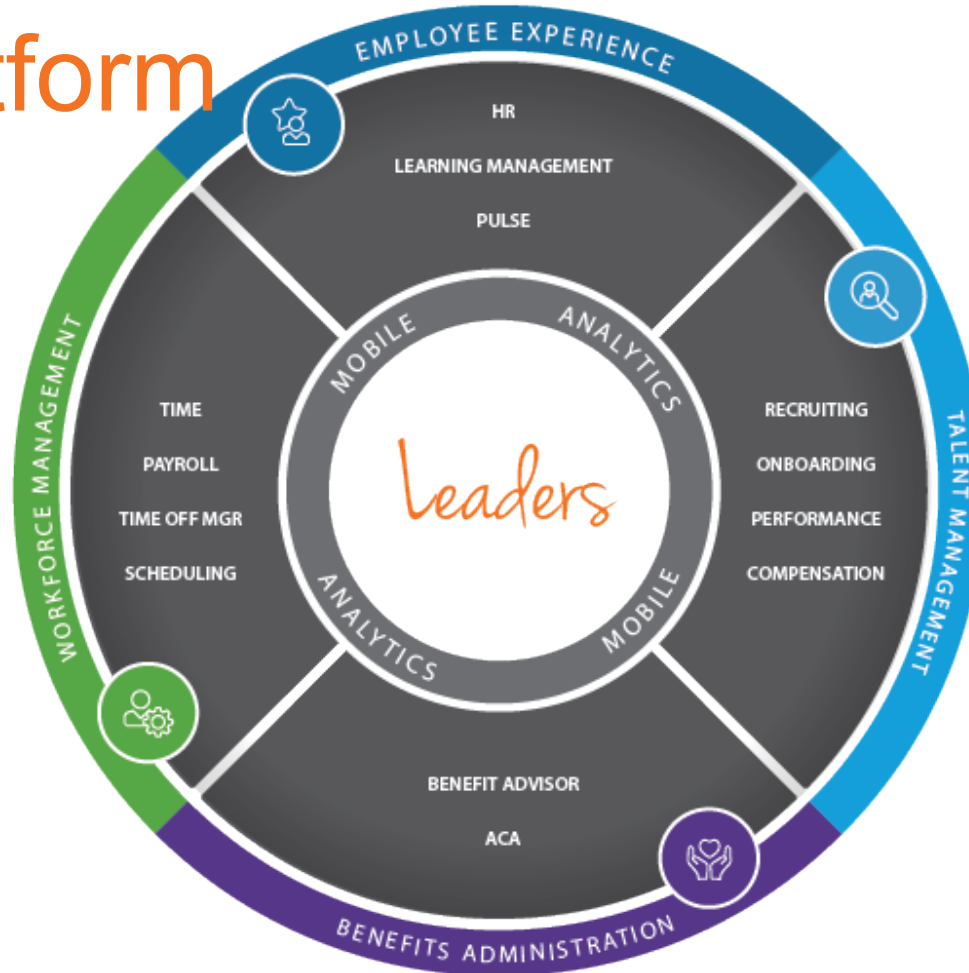 tform
EMPLOYEE EXPERIENCE
HR
LEARNING MANAGEMENT
PULSE
TALENT MANAGEMENT
RECRUITING
ONBOARDING
PERFORMANCE
COMPENSATION
WORKFORCE MANAGEMENT
TIME
PAYROLL
TIME OFF MGR
SCHEDULING
MOBILE
ANALYTICS
Leaders
ANALYTICS
MOBILE
BENEFIT ADVISOR
ACA
BENEFITS ADMINISTRATION